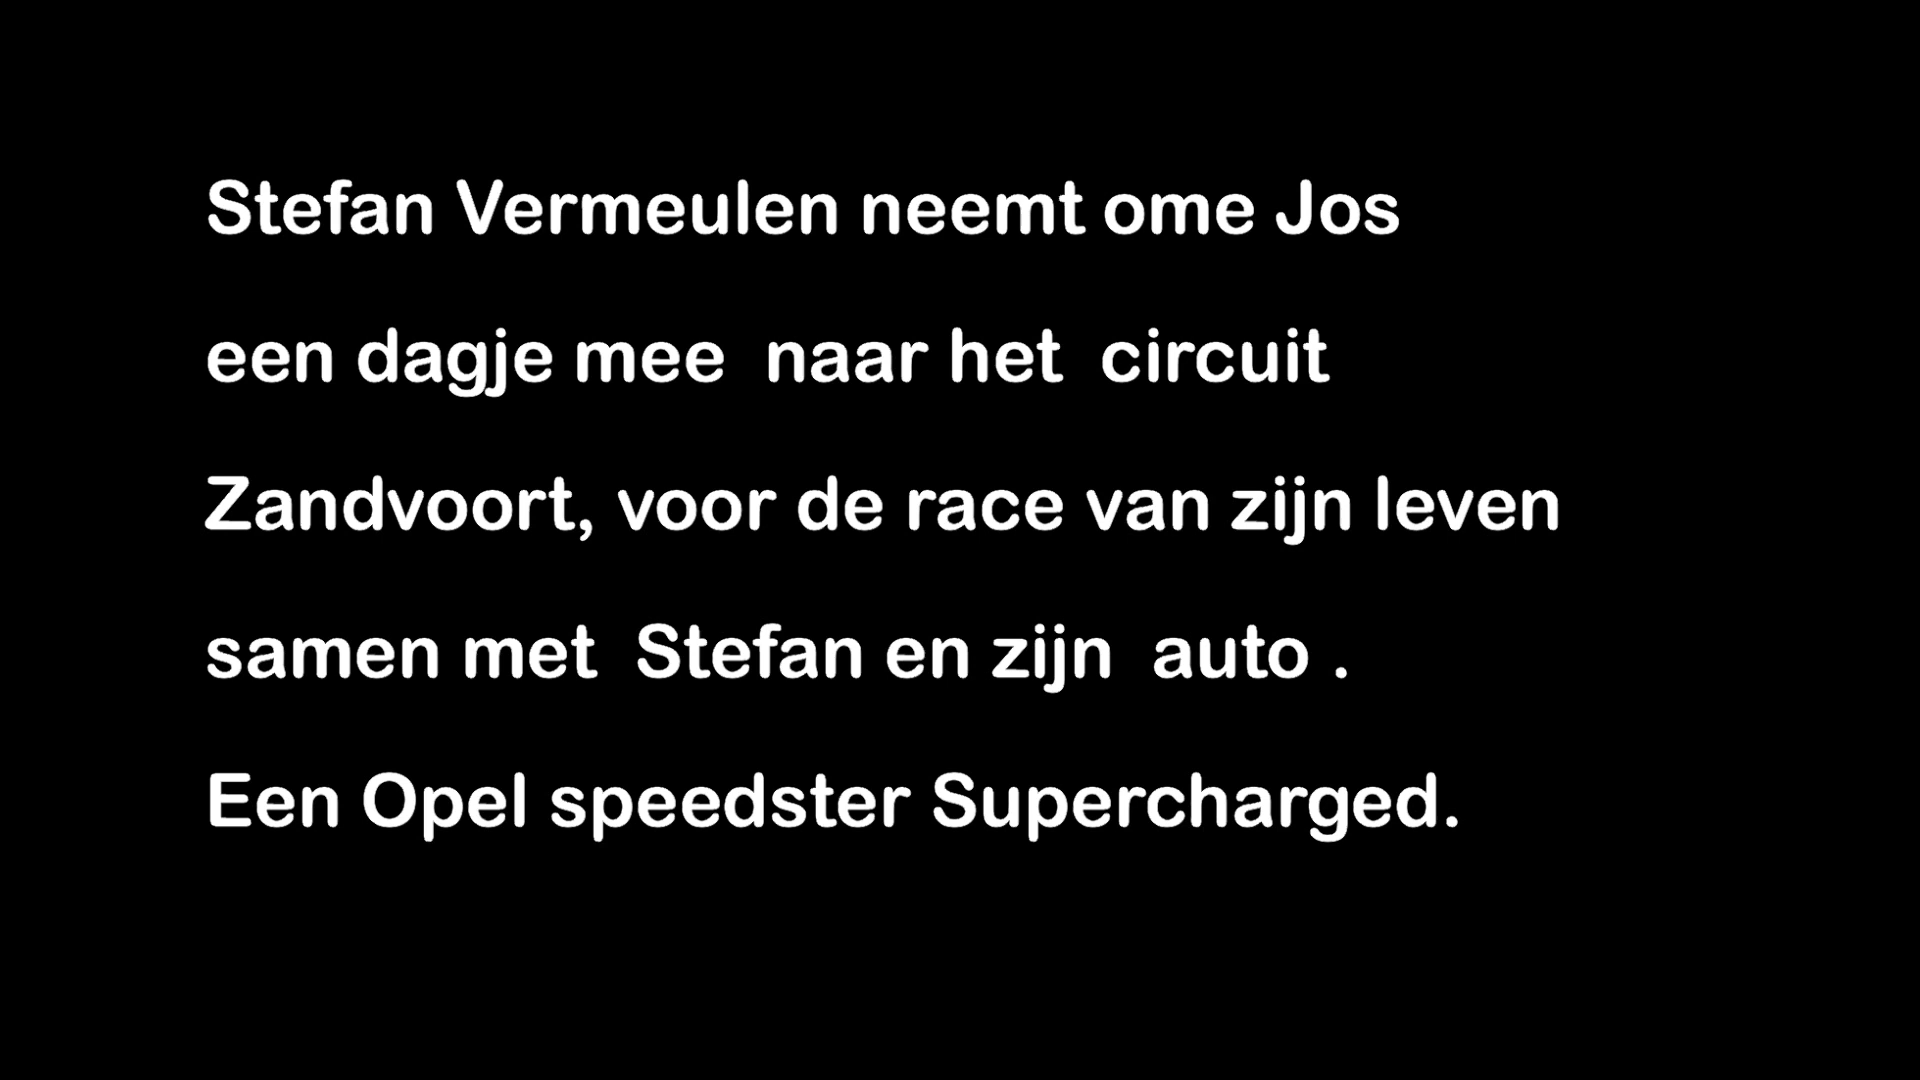 Stefan Vermeulen neemt ome Jos
een dagje mee  naar het  circuit
Zandvoort, voor de race van zijn leven
samen met  Stefan en zijn  auto .
Een Opel speedster Supercharged.